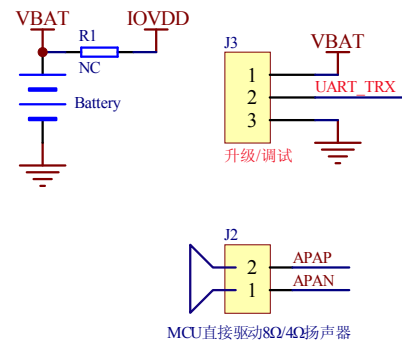 VBAT
IOVDD
R1
NC
Battery
J3
VBAT
1
2
UART_TRX
3
升级/调试
J2
2
APAP
1
APAN
MCU直接驱动8Ω/4Ω扬声器